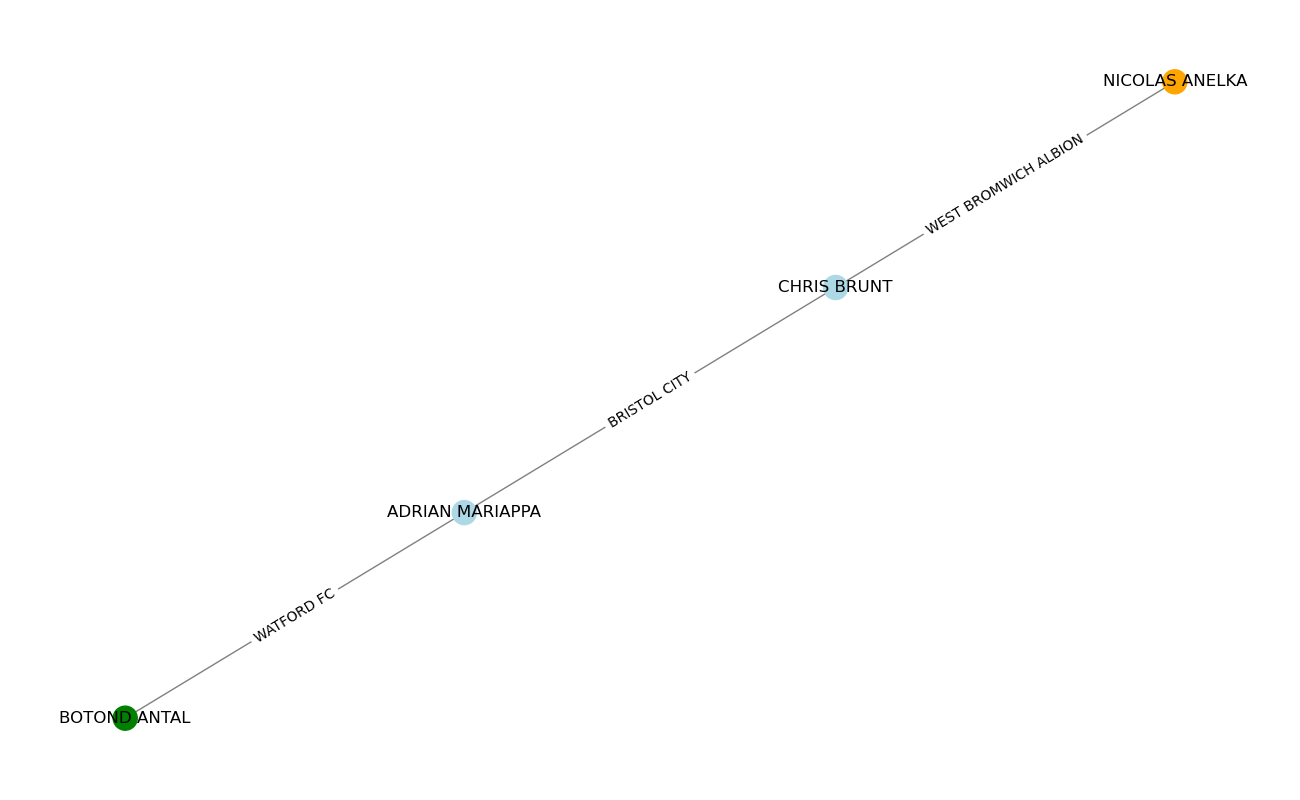 NICOLAS ANELKA
WEST BROMWICH ALBION
CHRIS BRUNT
BRISTOL CITY
ADRIAN MARIAPPA
WATFORD FC
BOTOND ANTAL